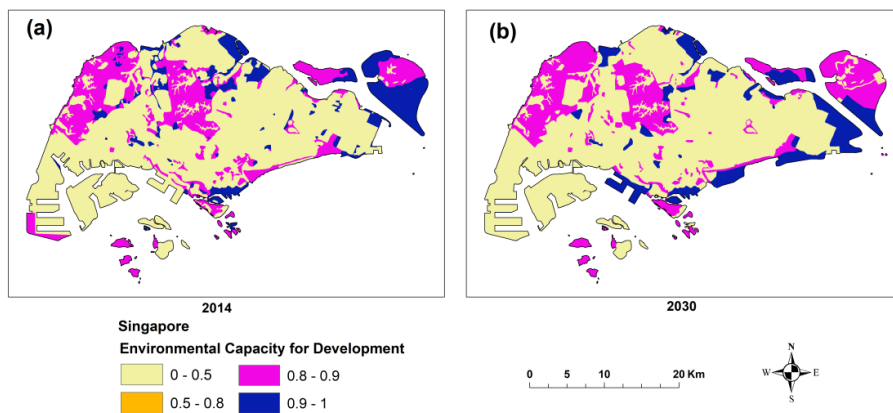 (a)
(b)
2014
2030
Singapore
Environmental Capacity for Development
0 - 0.5
0.8 - 0.9
0.5 - 0.8
0.9 - 1
0 5 10 20 Km
N
W E
S